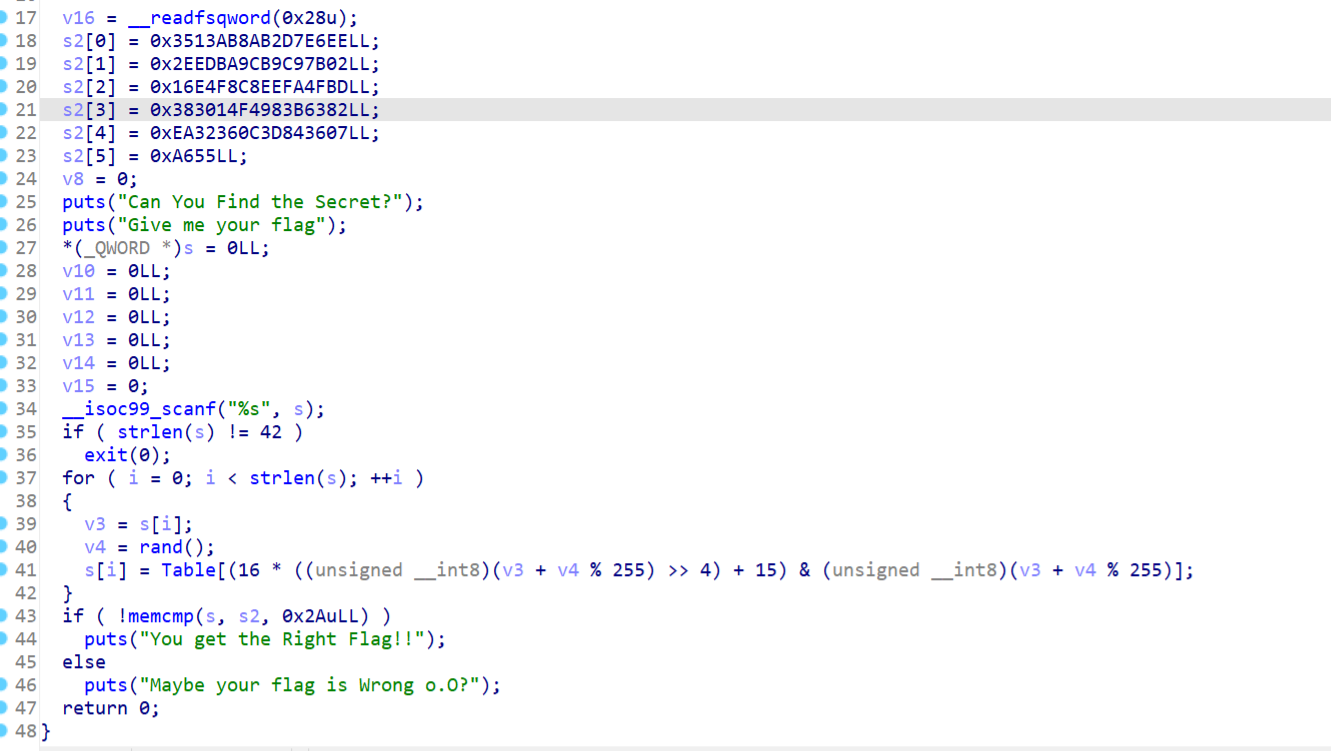 17 v16 = __readfsqword(0x28u);
18 s2[0] = 0x3513AB8AB2D7E6EELL;
19 s2[1] = 0x2EEDBA9CB9C97B02LL;
20 s2[2] = 0x16E4F8C8EEFA4FBDLL;
21 s2[3] = 0x383014F4983B6382LL;
22 s2[4] = 0xEA32360C3D843607LL;
23 s2[5] = 0xA655LL;
24 v8 = 0;
25 puts("Can You Find the Secret?");
26 puts("Give me your flag");
27 *(_QWORD *)s = 0LL;
28 v10 = 0LL;
29 v11 = 0LL;
30 v12 = 0LL;
31 v13 = 0LL;
32 v14 = 0LL;
33 v15 = 0;
34 __isoc99_scanf("%s", s);
35 if ( strlen(s) != 42 )
36 exit(0);
37 for ( i = 0; i < strlen(s); ++i )
38 {
39 v3 = s[i];
40 v4 = rand();
41 s[i] = Table[(16 * ((unsigned __int8)(v3 + v4 % 255) >> 4) + 15) & (unsigned __int8)(v3 + v4 % 255)];
42 }
43 if ( !memcmp(s, s2, 0x2AuLL) )
44 puts("You get the Right Flag!!");
45 else
46 puts("Maybe your flag is Wrong o.O?");
47 return 0;
48 }